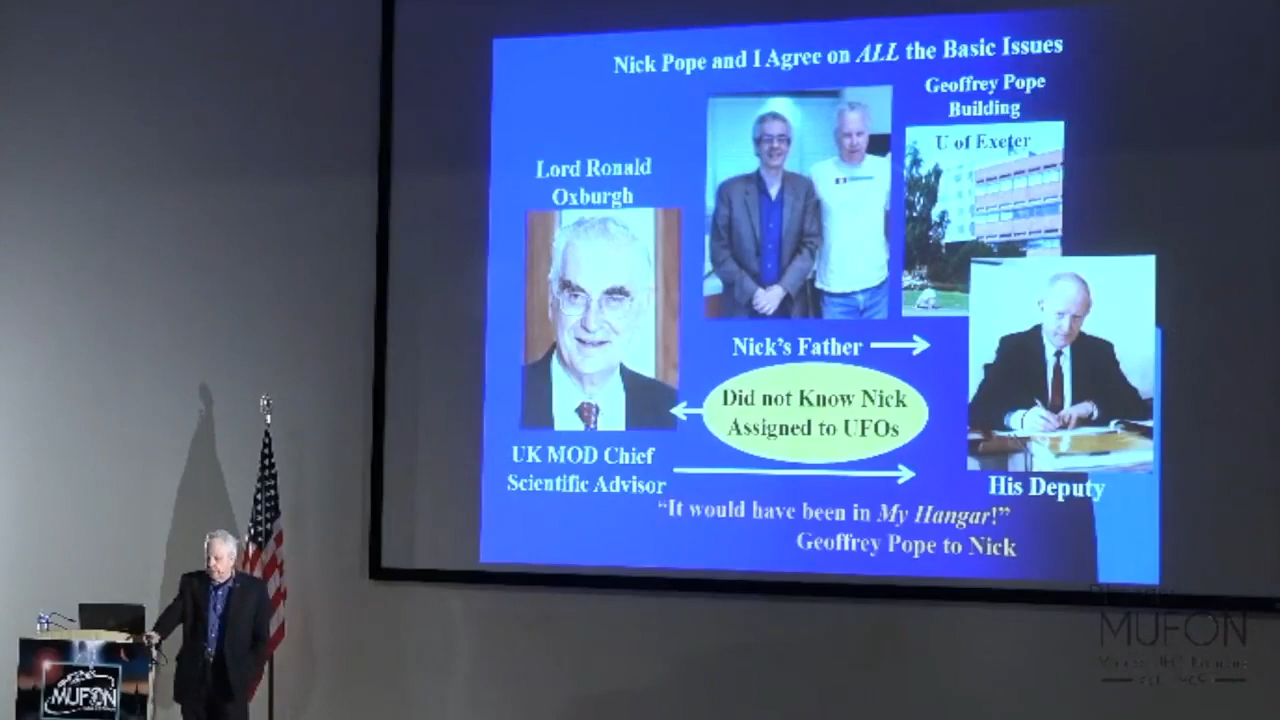 Nick Pope and I Agree on ALL the Basic Issues
Geoffrey Pope
Building
U of Exeter
Lord Ronald
Oxburgh
Nick's Father
Did not Know Nick
Assigned to UFOs
UK MOD Chief
Scientific Advisor
His Deputy
“It would have been in My Hangar!”
Geoffrey Pope to Nick
MUFON
MUFON